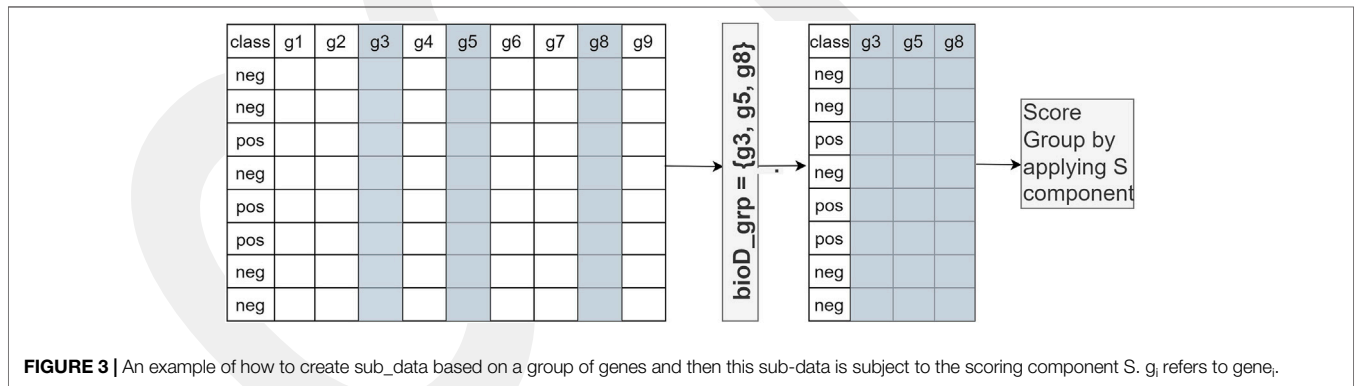 class g1 g2 g3 g4 g5 g6 g7 g8 g9
neg
neg
pos
neg
pos
pos
neg
neg
bioD_grp = {g3, g5, g8}
class g3 g5 g8
neg
neg
pos
neg
pos
pos
neg
neg
Score
Group by
applying S
component
FIGURE 3 | An example of how to create sub_data based on a group of genes and then this sub-data is subject to the scoring component S. gi refers to genei.